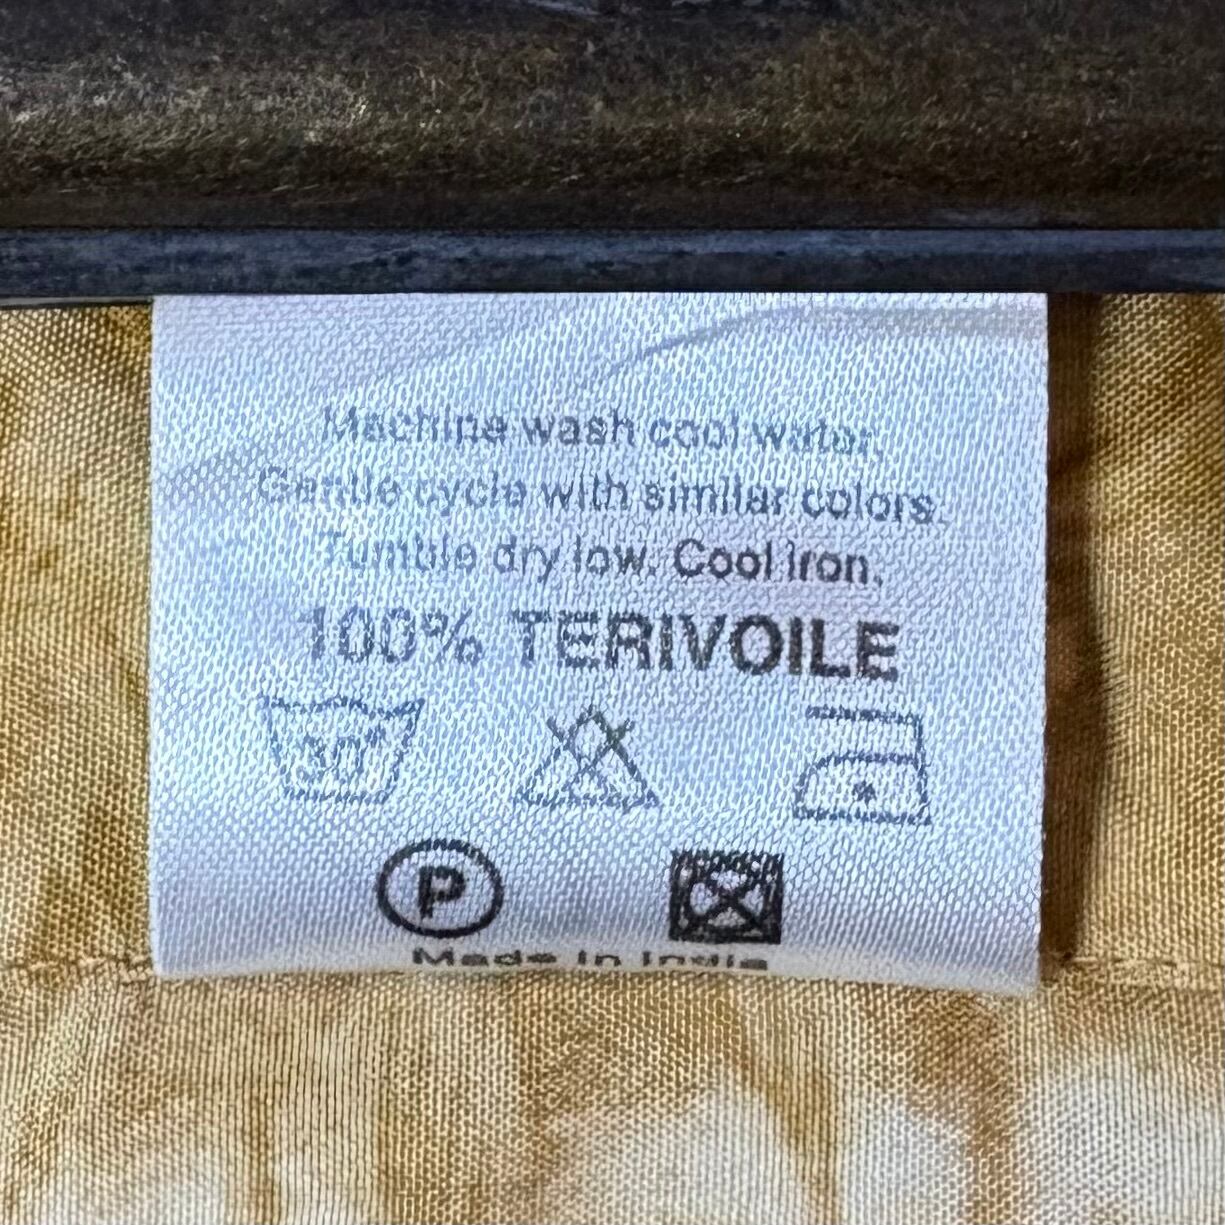 Machine wash cool water.
Gentle cycle with similar colors.
Tumble dry low. Cool iron.
100% TERIVOILE
30°
P
Made in India